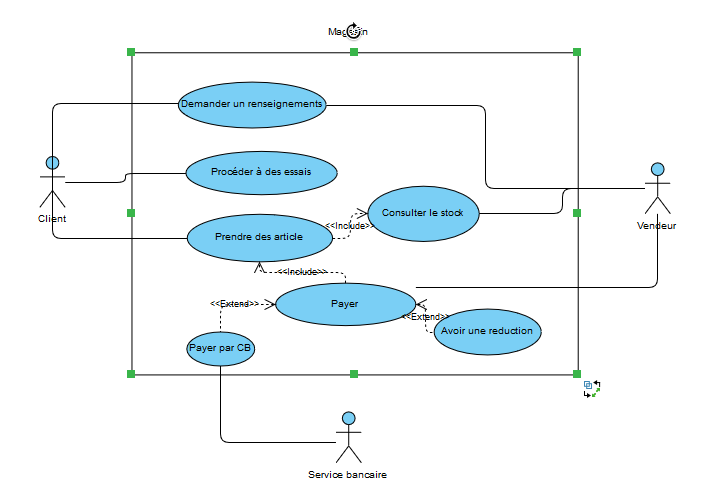 Demander un renseignements
Procéder à des essais
Client
Consulter le stock
<<Include>>
Vendeur
Prendre des article
<<Include>>
Payer
<<Extend>>
<<Extend>>
Avoir une reduction
Payer par CB
Service bancaire